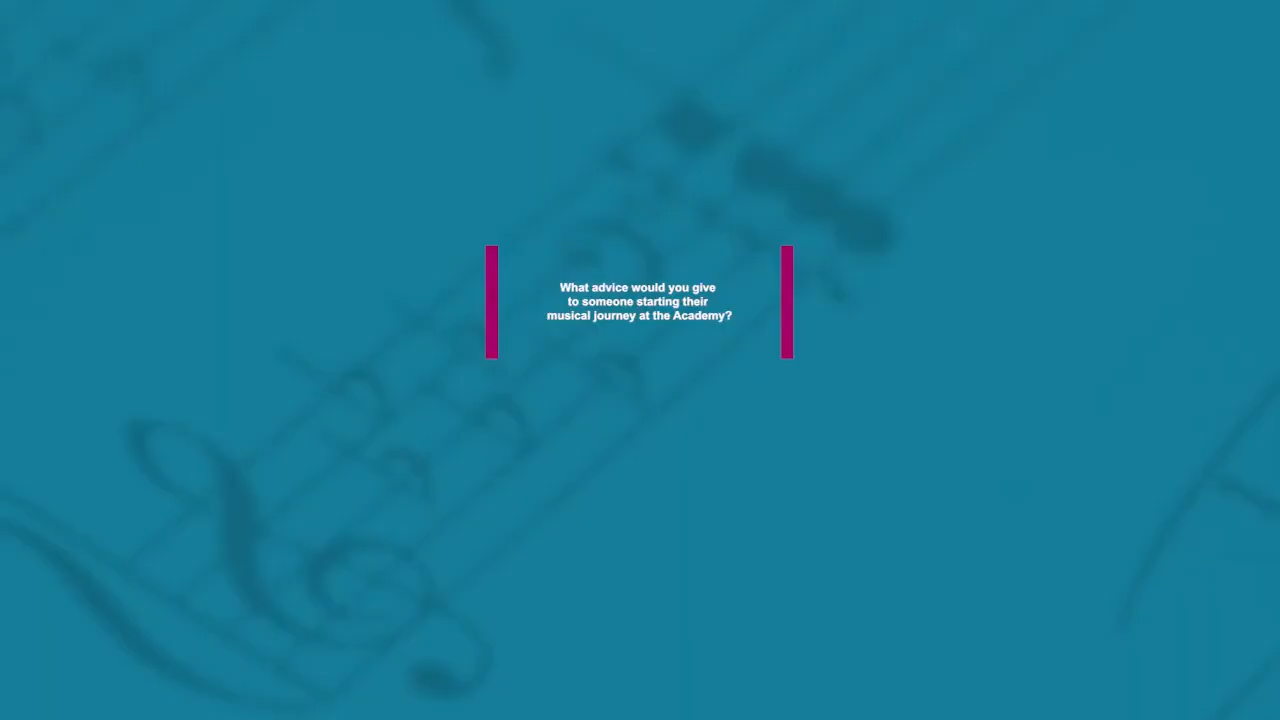 What advice would you give
to someone starting their
musical journey at the Academy?